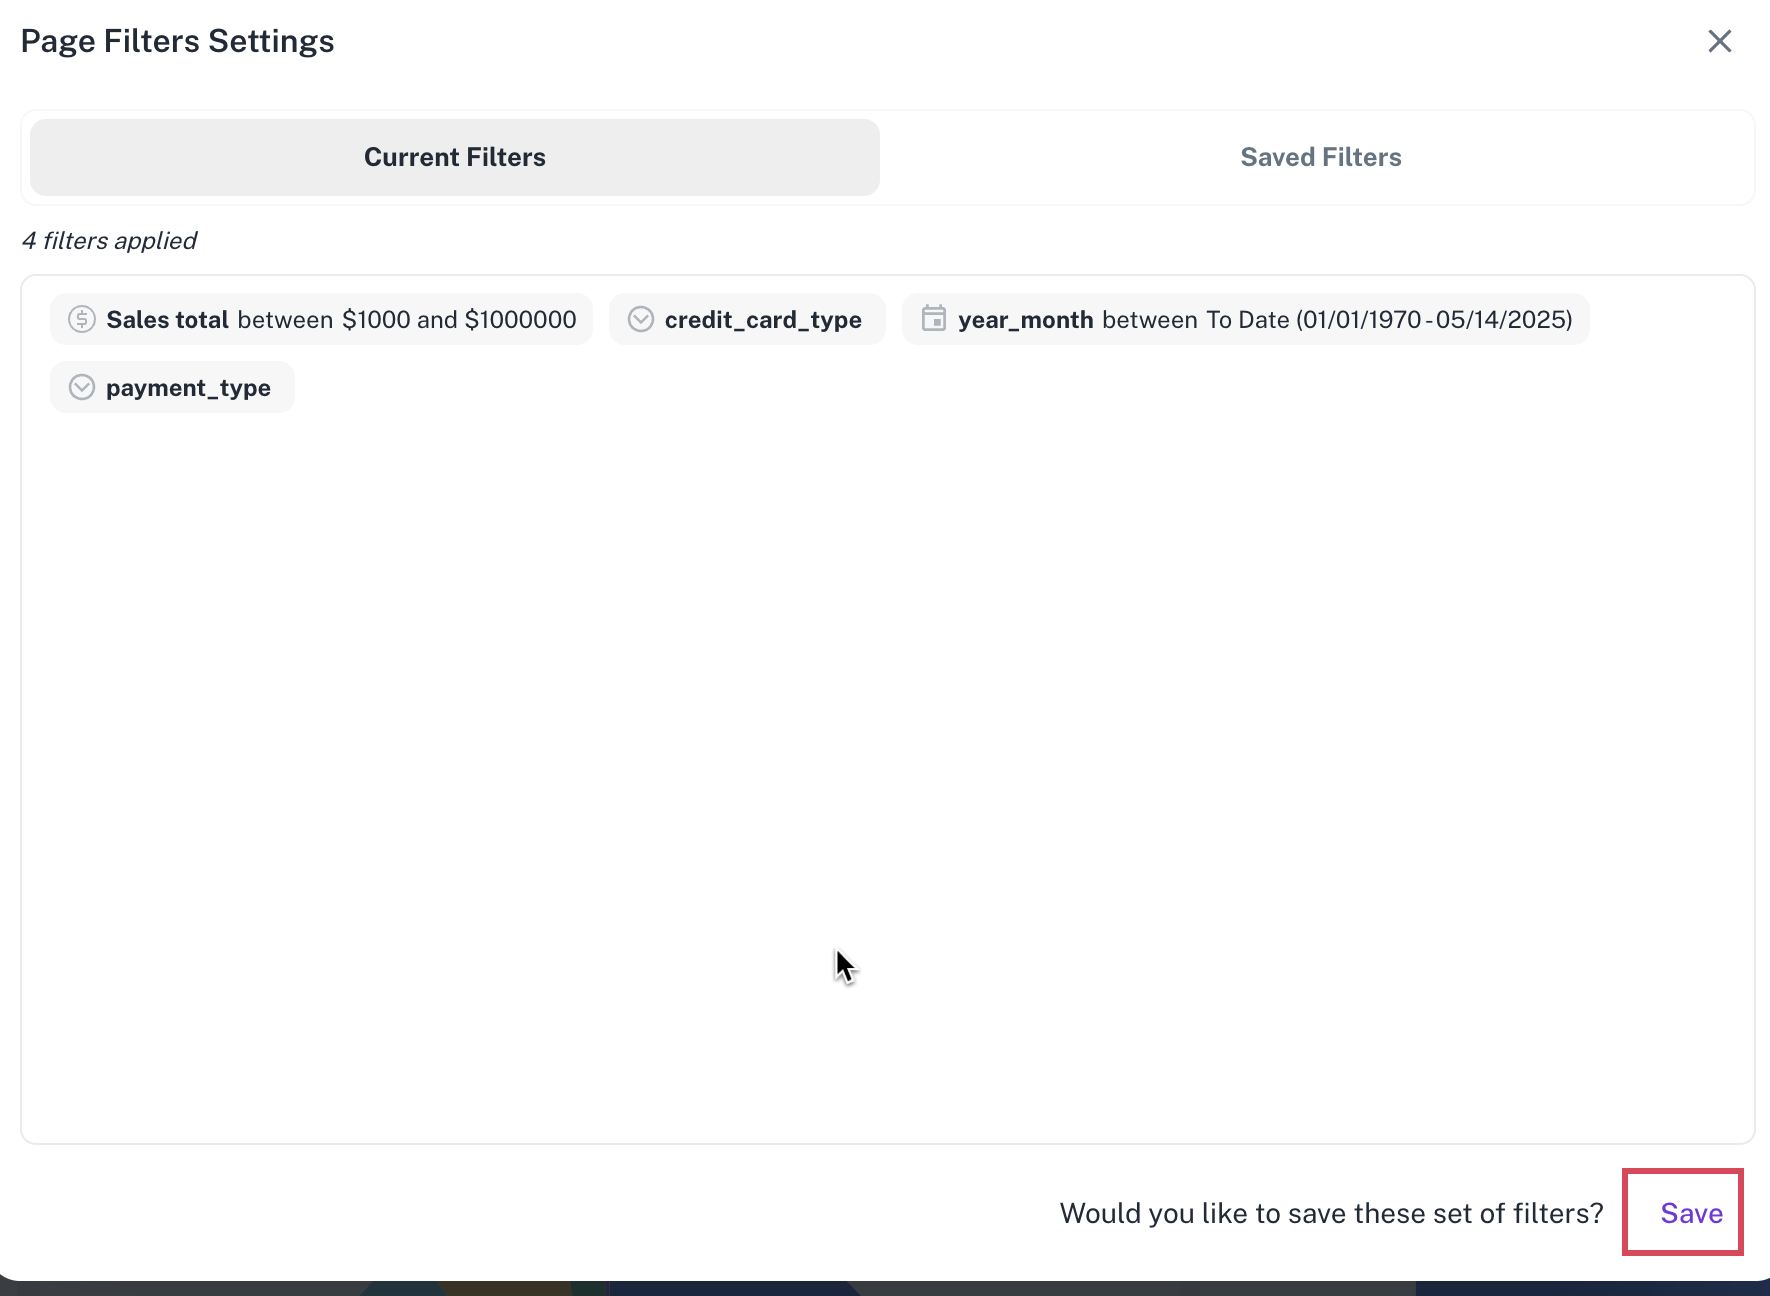 Page Filters Settings
Current Filters
Saved Filters
4 filters applied
Sales total between $1000 and $1000000
credit_card_type
year_month between To Date (01/01/1970-05/14/2025)
payment_type
Would you like to save these set of filters?
Save